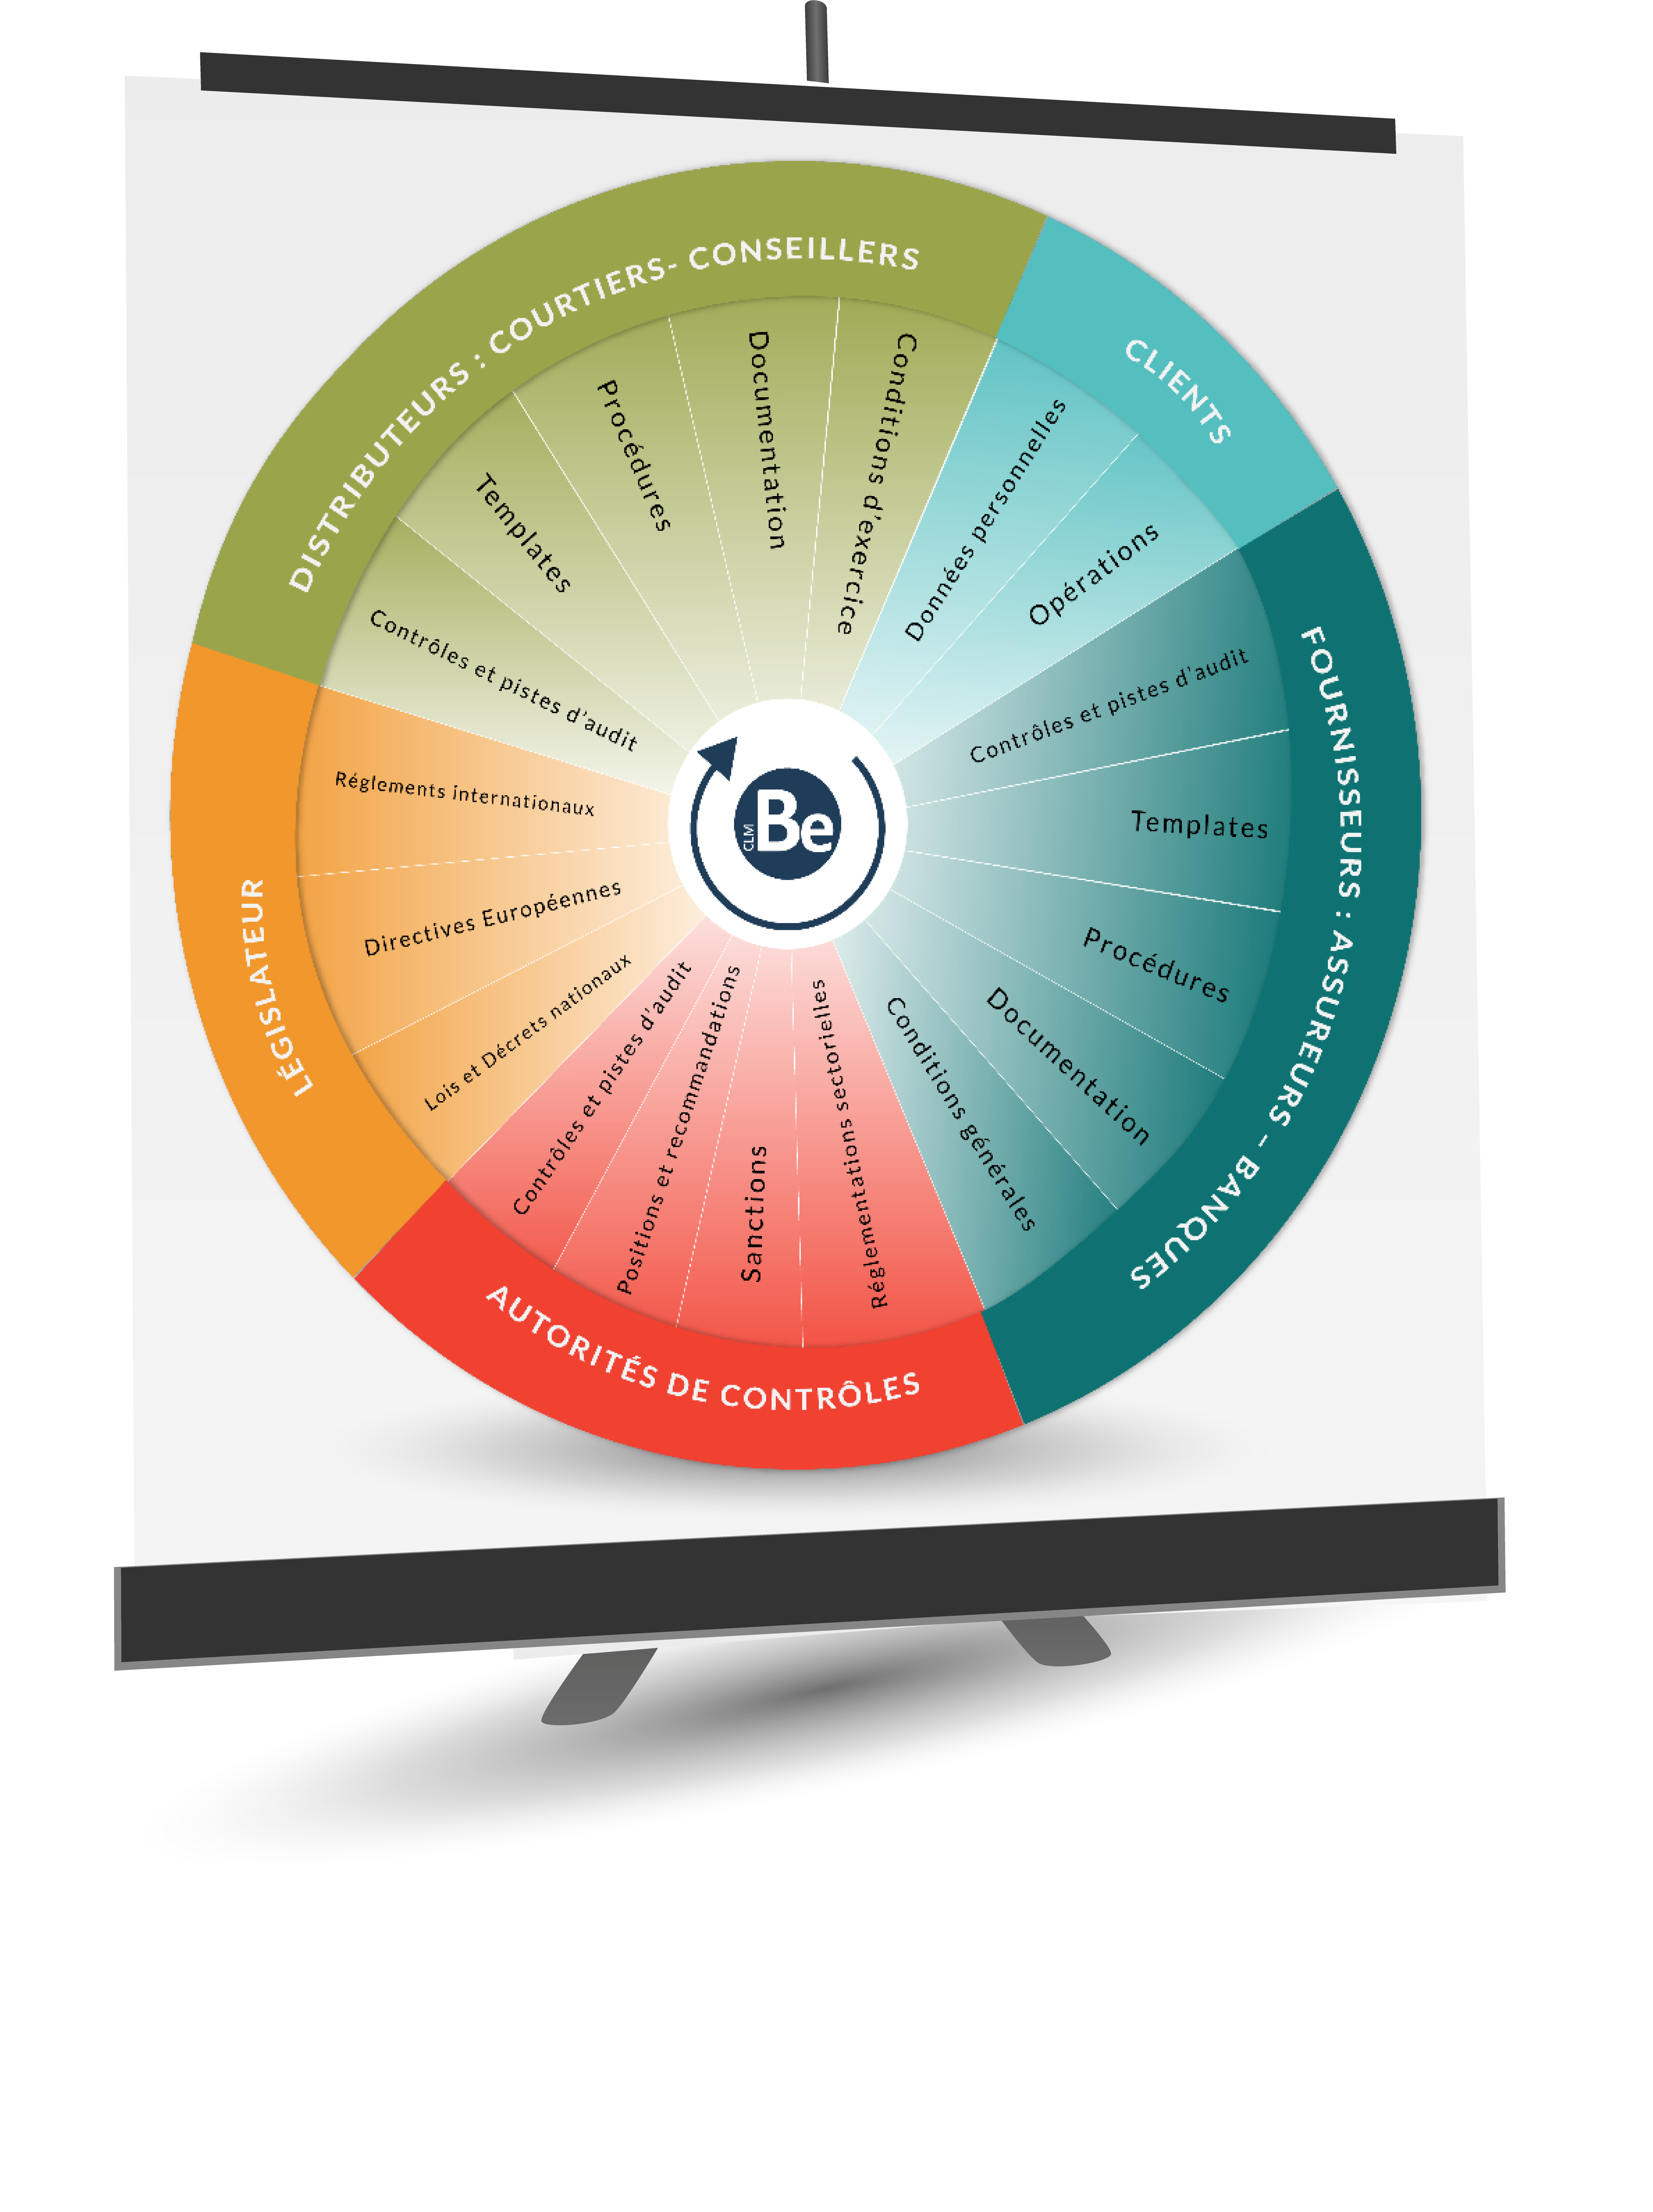 DISTRIBUTEURS : COURTIERS- CONSEILLERS
Contrôles et pistes d'audit
Templates
Procédures
Documentation
Conditions d'exercice
CLIENTS
Données personnelles
Opérations
FOURNISSEURS : ASSUREURS - BANQUES
Contrôles et pistes d'audit
Templates
Procédures
Documentation
Conditions générales
AUTORITÉS DE CONTRÔLES
Réglementations sectorielles
Sanctions
Positions et recommandations
Contrôles et pistes d'audit
LÉGISLATEUR
Lois et Décrets nationaux
Directives Européennes
Réglements internationaux
CLM
Be